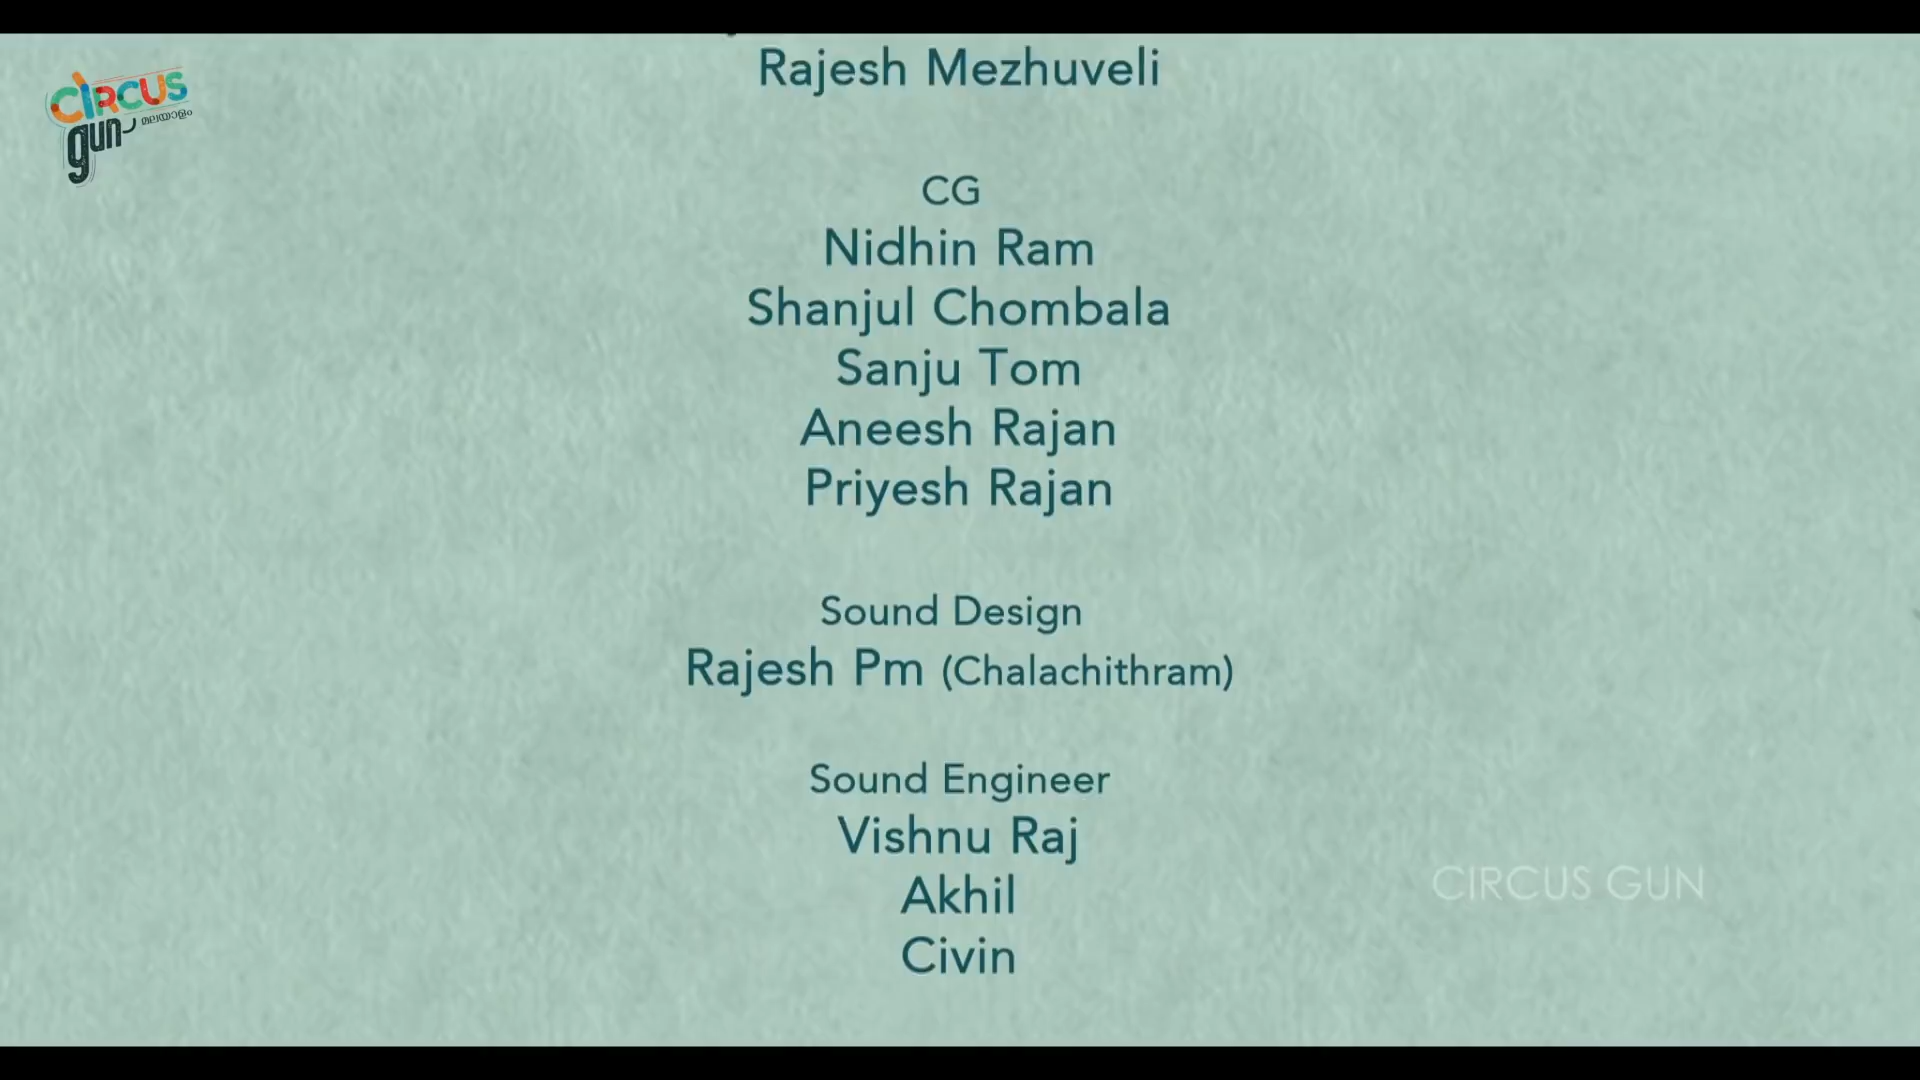 Rajesh Mezhuveli
CIRCUS
gun മലയാളം
CG
Nidhin Ram
Shanjul Chombala
Sanju Tom
Aneesh Rajan
Priyesh Rajan
Sound Design
Rajesh Pm (Chalachithram)
Sound Engineer
Vishnu Raj
Akhil
Civin
CIRCUS GUN